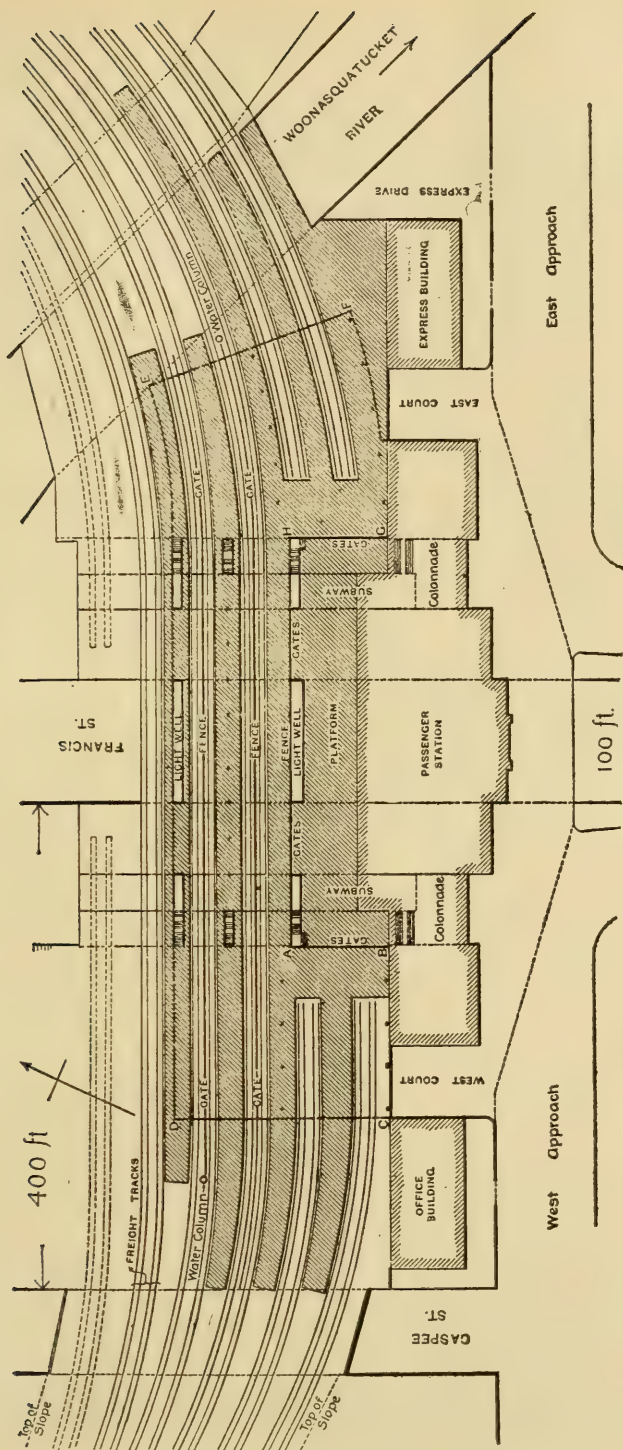 WOONASQUATUCKET
RIVER
EXPRESS DRIVE
Water Column
E
F
EXPRESS BUILDING
East Approach
EAST COURT
GATE
GATE
H
G
GATES
SUBWAY
Colonnade
GATES
FRANCIS
ST.
LIGHT WELL
FENCE
FENCE
FENCE
LIGHT WELL
PLATFORM
PASSENGER
STATION
100 ft.
GATES
SUBWAY
Colonnade
A
GATES
B
400 ft
FREIGHT TRACKS
D
GATE
GATE
C
WEST COURT
Water Column
OFFICE
BUILDING
West Approach
GASPEE
ST.
Top of
Slope
Top of
Slope